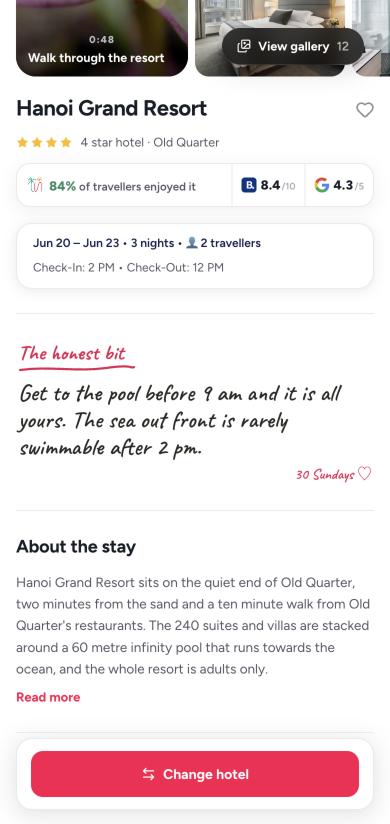 0:48
Walk through the resort
View gallery 12
Hanoi Grand Resort
4 star hotel · Old Quarter
84% of travellers enjoyed it
B. 8.4/10
G 4.3/5
Jun 20 – Jun 23 • 3 nights • 2 travellers
Check-In: 2 PM • Check-Out: 12 PM
The honest bit
Get to the pool before 9 am and it is all
yours. The sea out front is rarely
swimmable after 2 pm.
30 Sundays
About the stay
Hanoi Grand Resort sits on the quiet end of Old Quarter,
two minutes from the sand and a ten minute walk from Old
Quarter's restaurants. The 240 suites and villas are stacked
around a 60 metre infinity pool that runs towards the
ocean, and the whole resort is adults only.
Read more
Change hotel